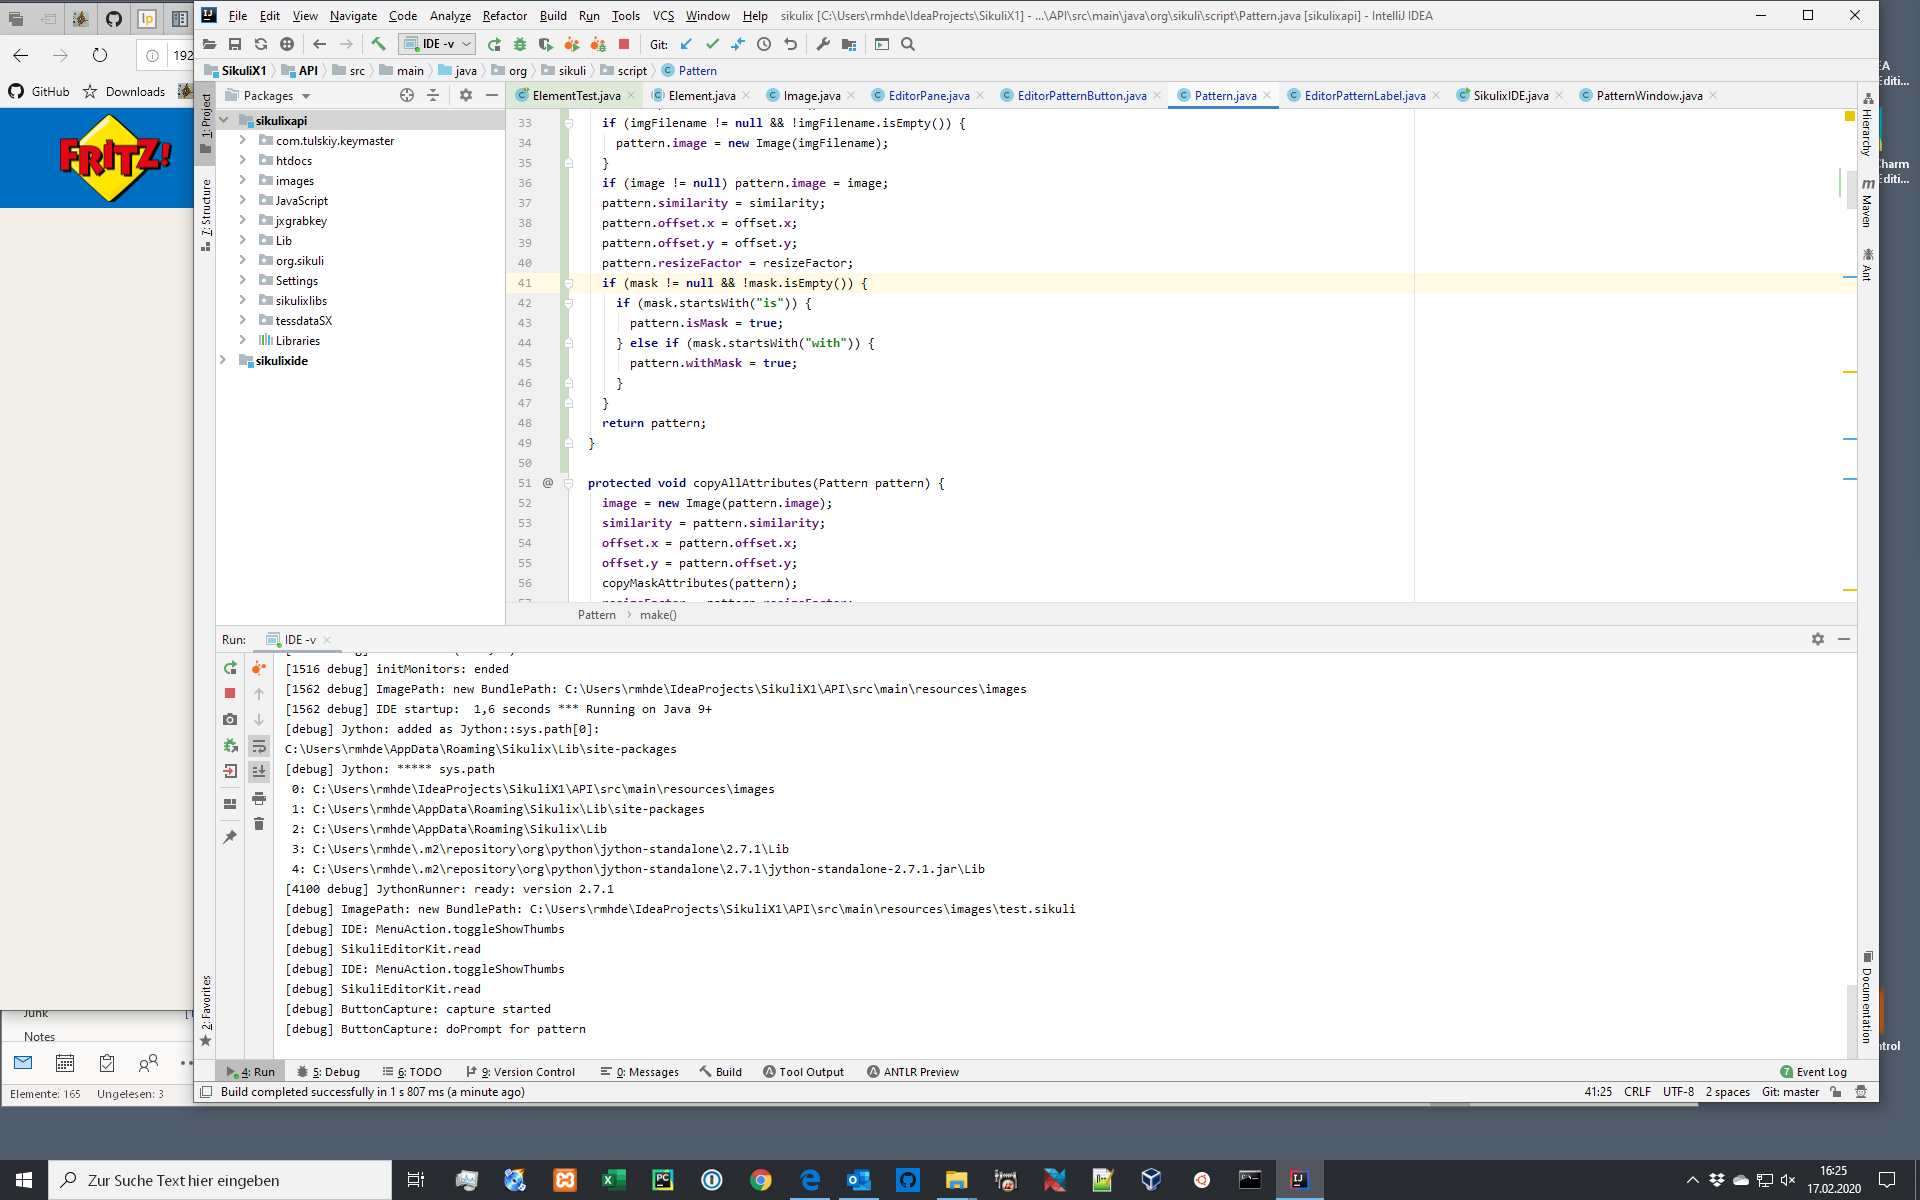 File Edit View Navigate Code Analyze Refactor Build Run Tools VCS Window Help sikulix [C:\Users\rmhde\IdeaProjects\SikuliX1] - ...\API\src\main\java\org\sikuli\script\Pattern.java [sikulixapi] - IntelliJ IDEA
IDE -v Git:
192
SikuliX1 API src main java org sikuli script Pattern
GitHub Downloads
Packages
ElementTest.java Element.java Image.java EditorPane.java EditorPatternButton.java Pattern.java EditorPatternLabel.java SikulixIDE.java PatternWindow.java
FRITZ!
1: Project
7: Structure
2: Favorites
sikulixapi
com.tulskiy.keymaster
htdocs
images
JavaScript
jxgrabkey
Lib
org.sikuli
Settings
sikulixlibs
tessdataSX
Libraries
sikulixide
33 if (imgFilename != null && !imgFilename.isEmpty()) {
34 pattern.image = new Image(imgFilename);
35 }
36 if (image != null) pattern.image = image;
37 pattern.similarity = similarity;
38 pattern.offset.x = offset.x;
39 pattern.offset.y = offset.y;
40 pattern.resizeFactor = resizeFactor;
41 if (mask != null && !mask.isEmpty()) {
42 if (mask.startsWith("is")) {
43 pattern.isMask = true;
44 } else if (mask.startsWith("with")) {
45 pattern.withMask = true;
46 }
47 }
48 return pattern;
49 }
50
51 @ protected void copyAllAttributes(Pattern pattern) {
52 image = new Image(pattern.image);
53 similarity = pattern.similarity;
54 offset.x = pattern.offset.x;
55 offset.y = pattern.offset.y;
56 copyMaskAttributes(pattern);
Pattern make()
Hierarchy
Maven
Ant
Documentation
Run: IDE -v
[1516 debug] initMonitors: ended
[1562 debug] ImagePath: new BundlePath: C:\Users\rmhde\IdeaProjects\SikuliX1\API\src\main\resources\images
[1562 debug] IDE startup: 1,6 seconds *** Running on Java 9+
[debug] Jython: added as Jython::sys.path[0]:
C:\Users\rmhde\AppData\Roaming\Sikulix\Lib\site-packages
[debug] Jython: ***** sys.path
0: C:\Users\rmhde\IdeaProjects\SikuliX1\API\src\main\resources\images
1: C:\Users\rmhde\AppData\Roaming\Sikulix\Lib\site-packages
2: C:\Users\rmhde\AppData\Roaming\Sikulix\Lib
3: C:\Users\rmhde\.m2\repository\org\python\jython-standalone\2.7.1\Lib
4: C:\Users\rmhde\.m2\repository\org\python\jython-standalone\2.7.1\jython-standalone-2.7.1.jar\Lib
[4100 debug] JythonRunner: ready: version 2.7.1
[debug] ImagePath: new BundlePath: C:\Users\rmhde\IdeaProjects\SikuliX1\API\src\main\resources\images\test.sikuli
[debug] IDE: MenuAction.toggleShowThumbs
[debug] SikuliEditorKit.read
[debug] IDE: MenuAction.toggleShowThumbs
[debug] SikuliEditorKit.read
[debug] ButtonCapture: capture started
[debug] ButtonCapture: doPrompt for pattern
Junk
Notes
Elemente: 165 Ungelesen: 3
4: Run 5: Debug 6: TODO 9: Version Control 0: Messages Build Tool Output ANTLR Preview 7 Event Log
Build completed successfully in 1 s 807 ms (a minute ago) 41:25 CRLF UTF-8 2 spaces Git: master
EA
Editi...
Charm
Editi...
ntrol
Zur Suche Text hier eingeben
16:25
17.02.2020